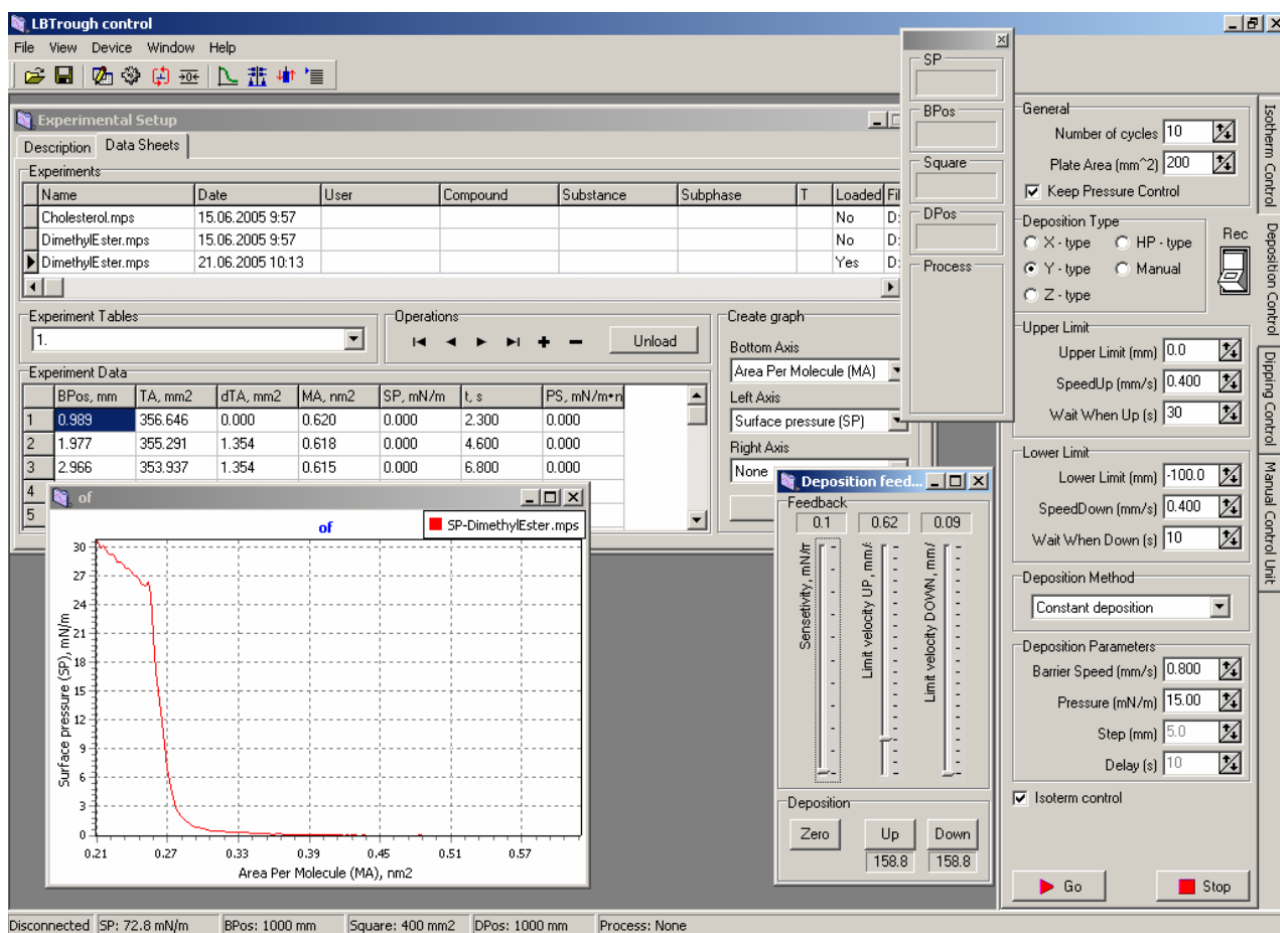 LBTrough control
File View Device Window Help
Experimental Setup
Description Data Sheets
Experiments
Name Date User Compound Substance Subphase T Loaded Fil
Cholesterol.mps 15.06.2005 9:57 No D:
DimethylEster.mps 15.06.2005 9:57 No D:
DimethylEster.mps 21.06.2005 10:13 Yes D:
Experiment Tables
1.
Operations
Unload
Experiment Data
BPos, mm TA, mm2 dTA, mm2 MA, nm2 SP, mN/m t, s PS, mN/m*n
1 0.989 356.646 0.000 0.620 0.000 2.300 0.000
2 1.977 355.291 1.354 0.618 0.000 4.600 0.000
3 2.966 353.937 1.354 0.615 0.000 6.800 0.000
4
5
Create graph
Bottom Axis
Area Per Molecule (MA)
Left Axis
Surface pressure (SP)
Right Axis
None
of
of
SP-DimethylEster.mps
Surface pressure (SP), mN/m
30
27
24
21
18
15
12
9
6
3
0
0.21 0.27 0.33 0.39 0.45 0.51 0.57
Area Per Molecule (MA), nm2
SP
BPos
Square
DPos
Process
Deposition feed...
Feedback
0.1 0.62 0.09
Sensetivity, mN/m
Limit velocity UP, mm/
Limit velocity DOWN, mm/
Deposition
Zero Up Down
158.8 158.8
General
Number of cycles 10
Plate Area (mm^2) 200
Keep Pressure Control
Deposition Type
X - type HP - type
Y - type Manual
Z - type
Rec
Upper Limit
Upper Limit (mm) 0.0
SpeedUp (mm/s) 0.400
Wait When Up (s) 30
Lower Limit
Lower Limit (mm) -100.0
SpeedDown (mm/s) 0.400
Wait When Down (s) 10
Deposition Method
Constant deposition
Deposition Parameters
Barrier Speed (mm/s) 0.800
Pressure (mN/m) 15.00
Step (mm) 5.0
Delay (s) 10
Isoterm control
Go Stop
Isotherm Control
Deposition Control
Dipping Control
Manual Control Unit
Disconnected SP: 72.8 mN/m BPos: 1000 mm Square: 400 mm2 DPos: 1000 mm Process: None